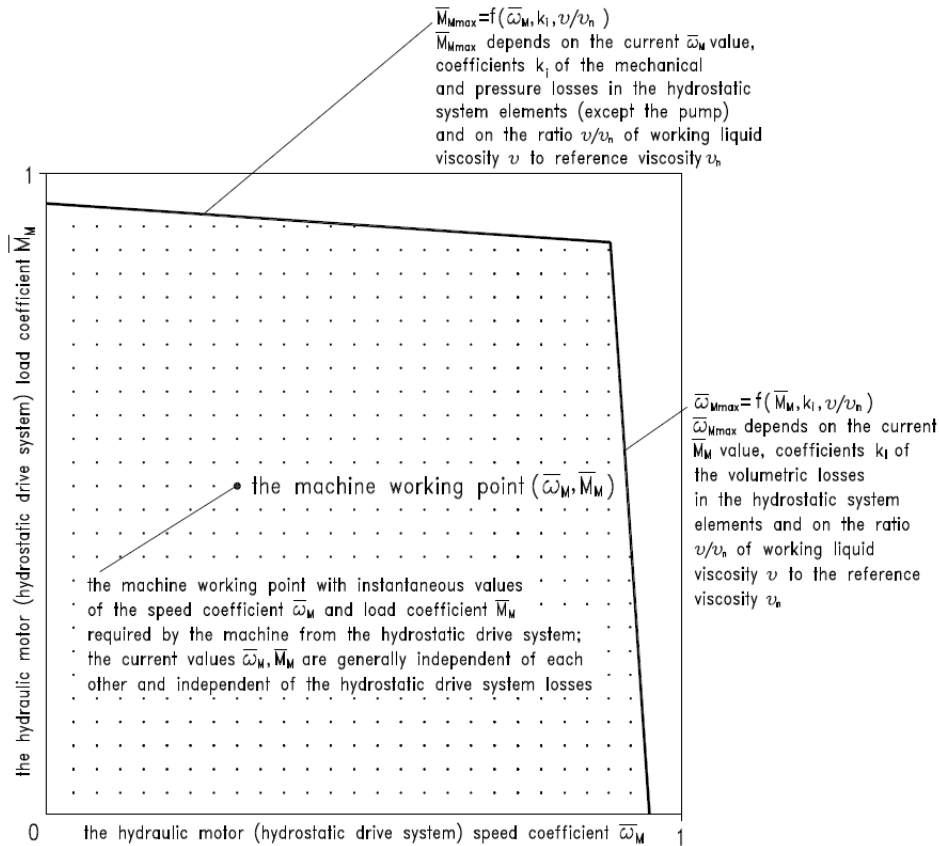 M̅Mmax=f(ω̅M,ki,υ/υn)
M̅Mmax depends on the current ω̅M value,
coefficients ki of the mechanical
and pressure losses in the hydrostatic
system elements (except the pump)
and on the ratio υ/υn of working liquid
viscosity υ to reference viscosity υn
1
the hydraulic motor (hydrostatic drive system) load coefficient M̅M
ω̅Mmax=f(M̅M,ki,υ/υn)
ω̅Mmax depends on the current
M̅M value, coefficients ki of
the volumetric losses
in the hydrostatic system
elements and on the ratio
υ/υn of working liquid
viscosity υ to the reference
viscosity υn
the machine working point (ω̅M,M̅M)
the machine working point with instantaneous values
of the speed coefficient ω̅M and load coefficient M̅M
required by the machine from the hydrostatic drive system;
the current values ω̅M,M̅M are generally independent of each
other and independent of the hydrostatic drive system losses
0
the hydraulic motor (hydrostatic drive system) speed coefficient ω̅M
1